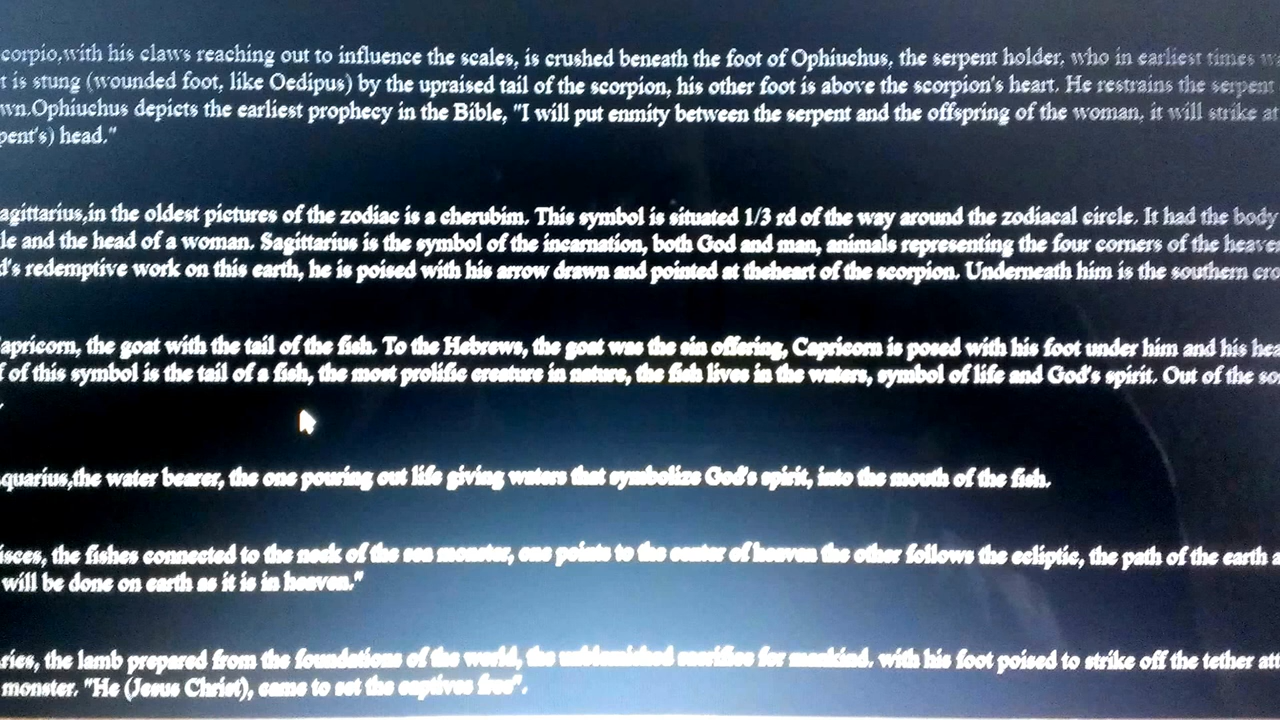 corpio,with his claws reaching out to influence the scales, is crushed beneath the foot of Ophiuchus, the serpent holder, who in earliest times
t is stung (wounded foot, like Oedipus) by the upraised tail of the scorpion, his other foot is above the scorpion's heart. He restrains the serpent
wn.Ophiuchus depicts the earliest prophecy in the Bible, "I will put enmity between the serpent and the offspring of the woman, it will strike at
pent's) head."
agittarius,in the oldest pictures of the zodiac is a cherubim. This symbol is situated 1/3 rd of the way around the zodiacal circle. It had the body
le and the head of a woman. Sagittarius is the symbol of the incarnation, both God and man, animals representing the four corners of the heaven
d's redemptive work on this earth, he is poised with his arrow drawn and pointed at theheart of the scorpion. Underneath him is the southern cro
apricorn, the goat with the tail of the fish. To the Hebrews, the goat was the sin offering, Capricorn is posed with his foot under him and his hea
f of this symbol is the tail of a fish, the most prolific creature in nature, the fish lives in the waters, symbol of life and God's spirit. Out of the so
quarius,the water bearer, the one pouring out life giving waters that symbolize God's spirit, into the mouth of the fish.
isces, the fishes connected to the neck of the sea monster, one points to the center of heaven the other follows the ecliptic, the path of the earth a
will be done on earth as it is in heaven."
ries, the lamb prepared from the foundations of the world, the unblemished sacrifice for mankind, with his foot poised to strike off the tether att
monster. "He (Jesus Christ), came to set the captives free".